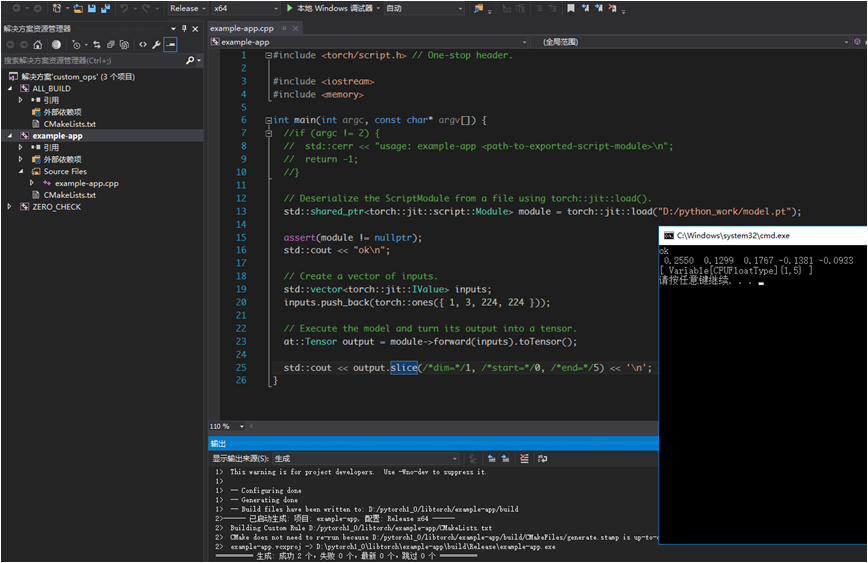 Release
x64
本地 Windows 调试器
自动
解决方案资源管理器
搜索解决方案资源管理器(Ctrl+;)
解决方案'custom_ops' (3 个项目)
ALL_BUILD
引用
外部依赖项
CMakeLists.txt
example-app
引用
外部依赖项
Source Files
example-app.cpp
CMakeLists.txt
ZERO_CHECK
example-app.cpp
example-app
(全局范围)
1 #include <torch/script.h> // One-stop header.
2
3 #include <iostream>
4 #include <memory>
5
6 int main(int argc, const char* argv[]) {
7 //if (argc != 2) {
8 //  std::cerr << "usage: example-app <path-to-exported-script-module>\n";
9 //  return -1;
10 //}
11
12 // Deserialize the ScriptModule from a file using torch::jit::load().
13 std::shared_ptr<torch::jit::script::Module> module = torch::jit::load("D:/python_work/model.pt");
14
15 assert(module != nullptr);
16 std::cout << "ok\n";
17
18 // Create a vector of inputs.
19 std::vector<torch::jit::IValue> inputs;
20 inputs.push_back(torch::ones({ 1, 3, 224, 224 }));
21
22 // Execute the model and turn its output into a tensor.
23 at::Tensor output = module->forward(inputs).toTensor();
24
25 std::cout << output.slice(/*dim=*/1, /*start=*/0, /*end=*/5) << '\n';
26 }
C:\Windows\system32\cmd.exe
ok
0.2550 0.1299 0.1767 -0.1381 -0.0933
[ Variable[CPUFloatType]{1,5} ]
请按任意键继续. . .
110 %
输出
显示输出来源(S): 生成
1> This warning is for project developers. Use -Wno-dev to suppress it.
1>
1> -- Configuring done
1> -- Generating done
1> -- Build files have been written to: D:/pytorch1_0/libtorch/example-app/build
2>------ 已启动生成: 项目: example-app, 配置: Release x64 ------
2> Building Custom Rule D:/pytorch1_0/libtorch/example-app/CMakeLists.txt
2> CMake does not need to re-run because D:/pytorch1_0/libtorch/example-app/build/CMakeFiles/generate.stamp is up-to-
2> example-app.vcxproj -> D:\pytorch1_0\libtorch\example-app\build\Release\example-app.exe
========== 生成: 成功 2 个，失败 0 个，最新 0 个，跳过 0 个 ==========